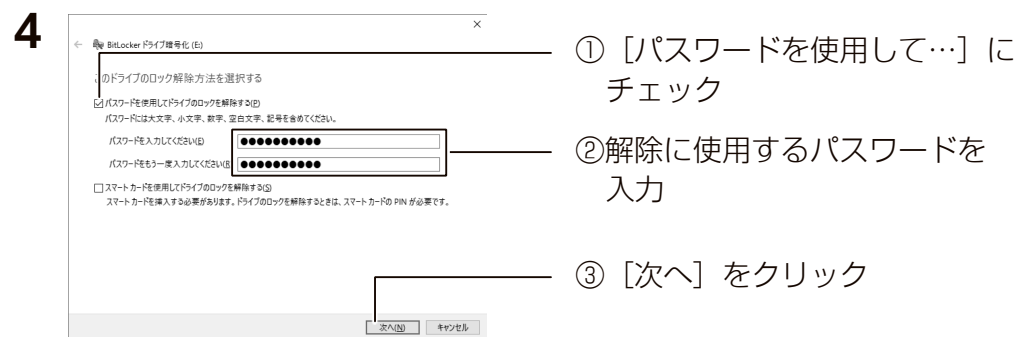 4
×
← BitLocker ドライブ暗号化 (E:)
このドライブのロック解除方法を選択する
パスワードを使用してドライブのロックを解除する(P)
パスワードには大文字、小文字、数字、空白文字、記号を含めてください。
パスワードを入力してください(E) ●●●●●●●●●●
パスワードをもう一度入力してください(R) ●●●●●●●●●●
スマート カードを使用してドライブのロックを解除する(S)
スマート カードを挿入する必要があります。ドライブのロックを解除するときは、スマート カードの PIN が必要です。
次へ(N) キャンセル
①［パスワードを使用して…］に
チェック
②解除に使用するパスワードを
入力
③［次へ］をクリック